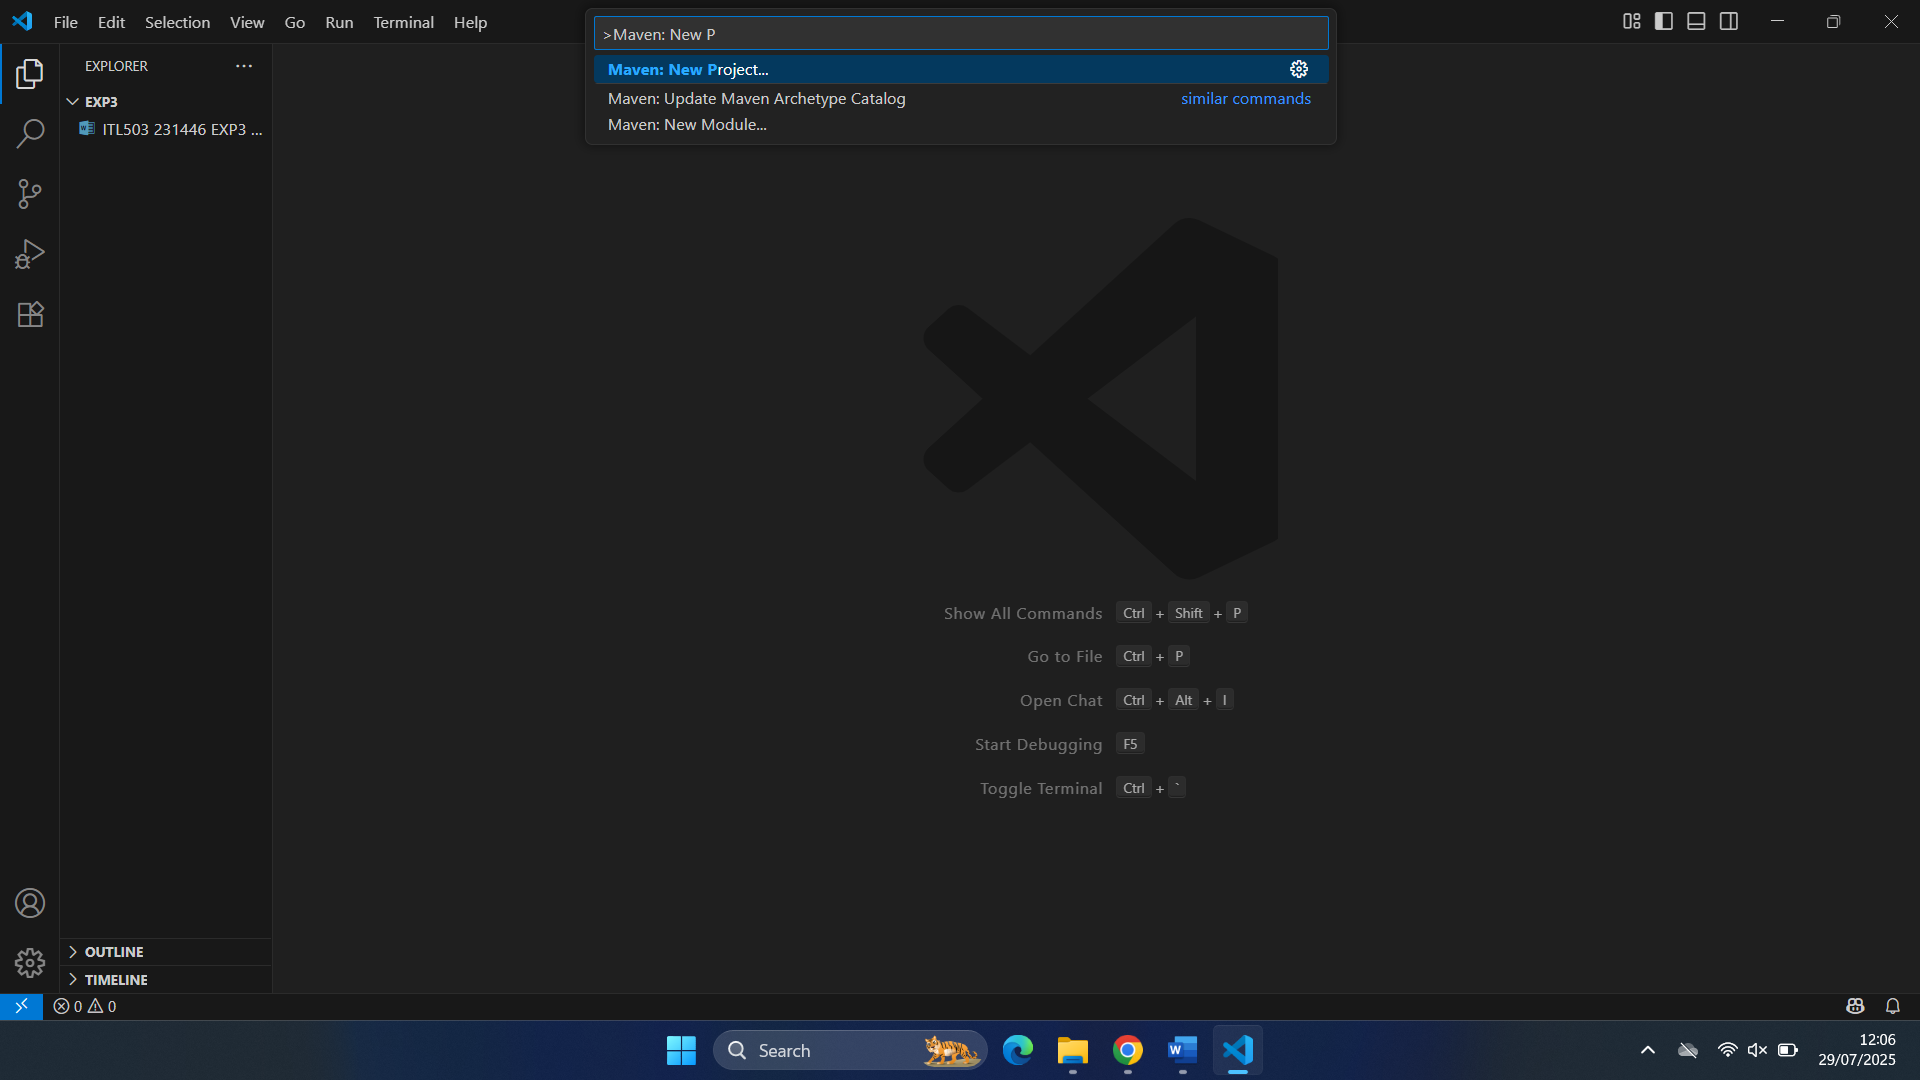 File Edit Selection View Go Run Terminal Help
>Maven: New P
Maven: New Project...
Maven: Update Maven Archetype Catalog similar commands
Maven: New Module...
EXPLORER
EXP3
ITL503 231446 EXP3 ...
Show All Commands Ctrl + Shift + P
Go to File Ctrl + P
Open Chat Ctrl + Alt + I
Start Debugging F5
Toggle Terminal Ctrl + `
OUTLINE
TIMELINE
0 0
Search
12:06
29/07/2025